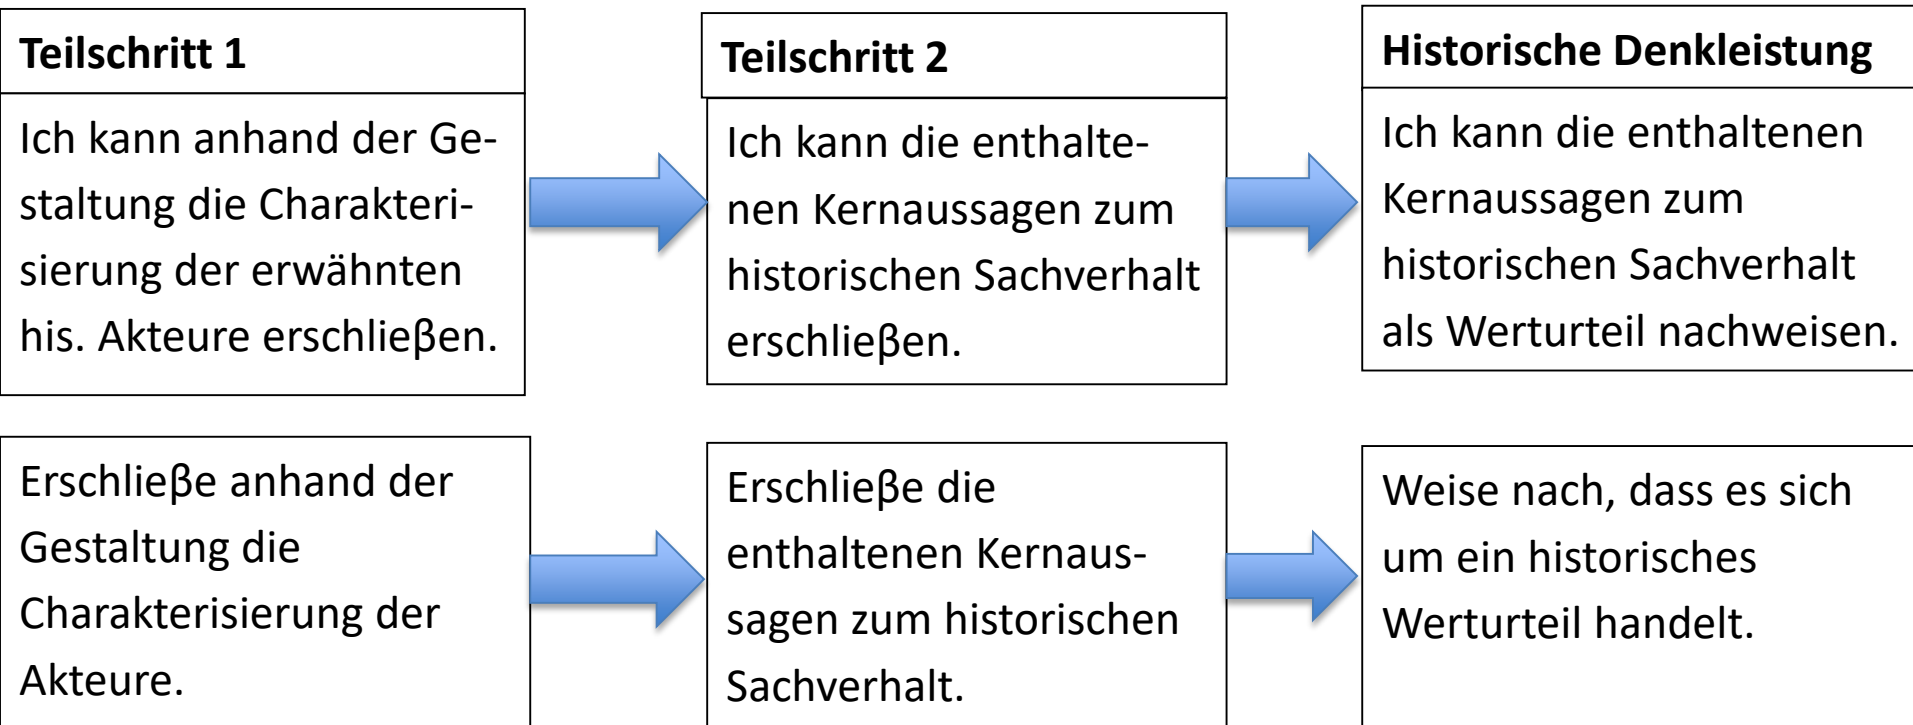 Teilschritt 1
Ich kann anhand der Ge-
staltung die Charakteri-
sierung der erwähnten
his. Akteure erschlieβen.
Teilschritt 2
Ich kann die enthalte-
nen Kernaussagen zum
historischen Sachverhalt
erschlieβen.
Historische Denkleistung
Ich kann die enthaltenen
Kernaussagen zum
historischen Sachverhalt
als Werturteil nachweisen.
Erschlieβe anhand der
Gestaltung die
Charakterisierung der
Akteure.
Erschlieβe die
enthaltenen Kernaus-
sagen zum historischen
Sachverhalt.
Weise nach, dass es sich
um ein historisches
Werturteil handelt.